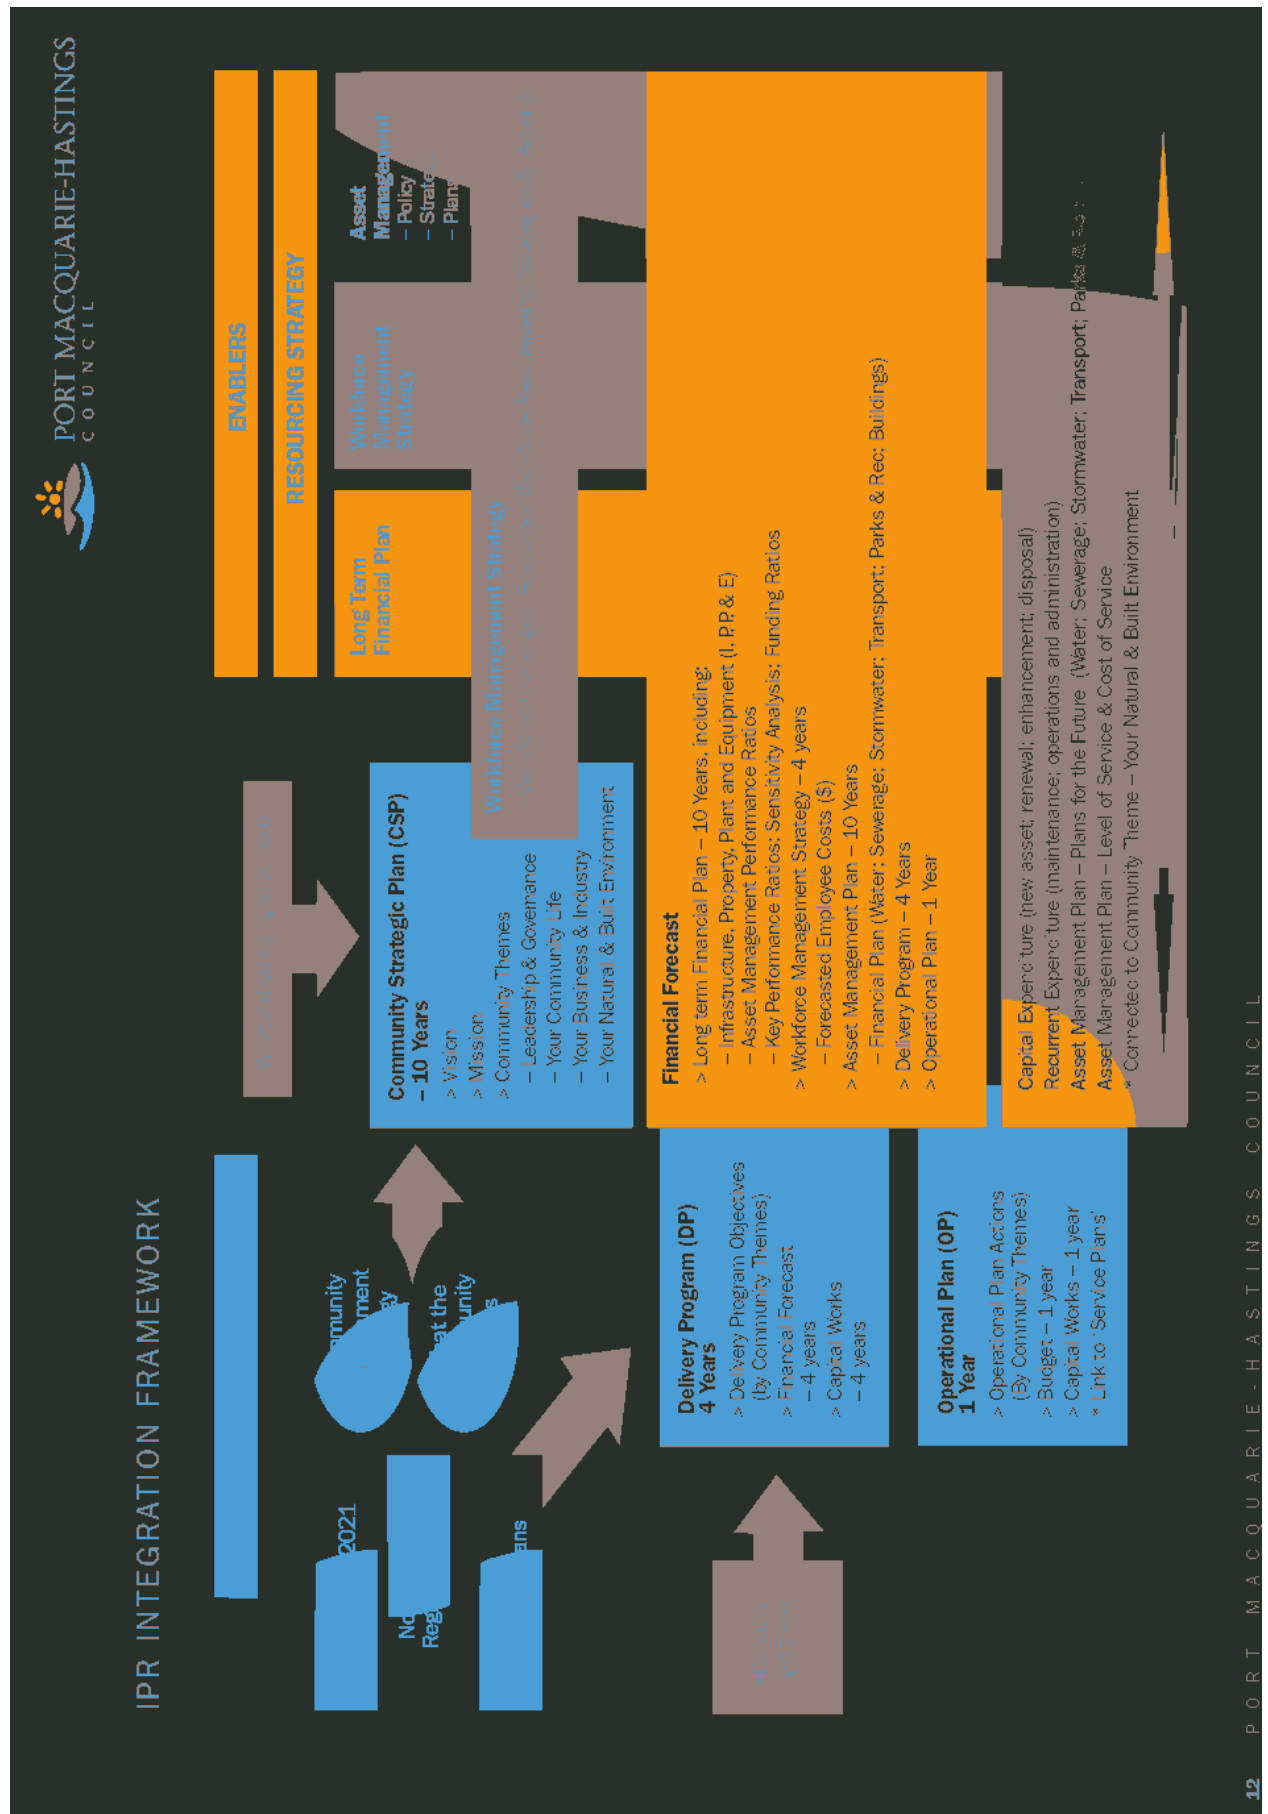 PORT MACQUARIE-HASTINGS
COUNCIL
IPR INTEGRATION FRAMEWORK
ENABLERS
RESOURCING STRATEGY
2021
Long Term
Financial Plan
Workforce
Management
Strategy
Asset
Management
– Policy
Community Strategic Plan (CSP)
– 10 Years
> Vision
> Mission
> Community Themes
– Leadership & Governance
– Your Community Life
– Your Business & Industry
– Your Natural & Built Environment
Workforce Management Strategy
Financial Forecast
> Long term Financial Plan – 10 Years, including:
– Infrastructure, Property, Plant and Equipment (I, P,P, & E)
– Asset Management Performance Ratios
– Key Performance Ratios; Sensitivity Analysis; Funding Ratios
> Workforce Management Strategy – 4 years
– Forecasted Employee Costs ($)
> Asset Management Plan – 10 Years
– Financial Plan (Water; Sewerage; Stormwater; Transport; Parks & Rec; Buildings)
> Delivery Program – 4 Years
> Operational Plan – 1 Year
Delivery Program (DP)
4 Years
> Delivery Program Objectives
(by Community Themes)
> Financial Forecast
– 4 years
> Capital Works
– 4 years
Operational Plan (OP)
1 Year
> Operational Plan Actions
(By Community Themes)
> Budget – 1 year
> Capital Works – 1 year
* Link to 'Service Plans'
Capital Expenditure (new asset; renewal; enhancement; disposal)
Recurrent Expenditure (maintenance; operations and administration)
Asset Management Plan – Plans for the Future (Water; Sewerage; Stormwater; Transport; Parks &
Asset Management Plan – Level of Service & Cost of Service
* Connected to Community Theme – Your Natural & Built Environment
12 PORT MACQUARIE-HASTINGS COUNCIL